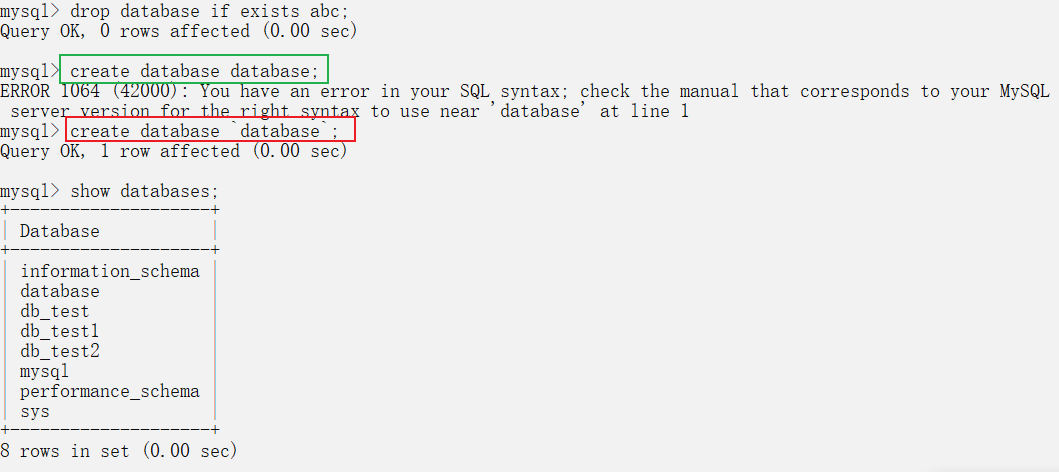 mysql> drop database if exists abc;
Query OK, 0 rows affected (0.00 sec)
mysql> create database database;
ERROR 1064 (42000): You have an error in your SQL syntax; check the manual that corresponds to your MySQL
 server version for the right syntax to use near 'database' at line 1
mysql> create database `database`;
Query OK, 1 row affected (0.00 sec)
mysql> show databases;
+--------------------+
| Database           |
+--------------------+
| information_schema |
| database           |
| db_test            |
| db_test1           |
| db_test2           |
| mysql              |
| performance_schema |
| sys                |
+--------------------+
8 rows in set (0.00 sec)